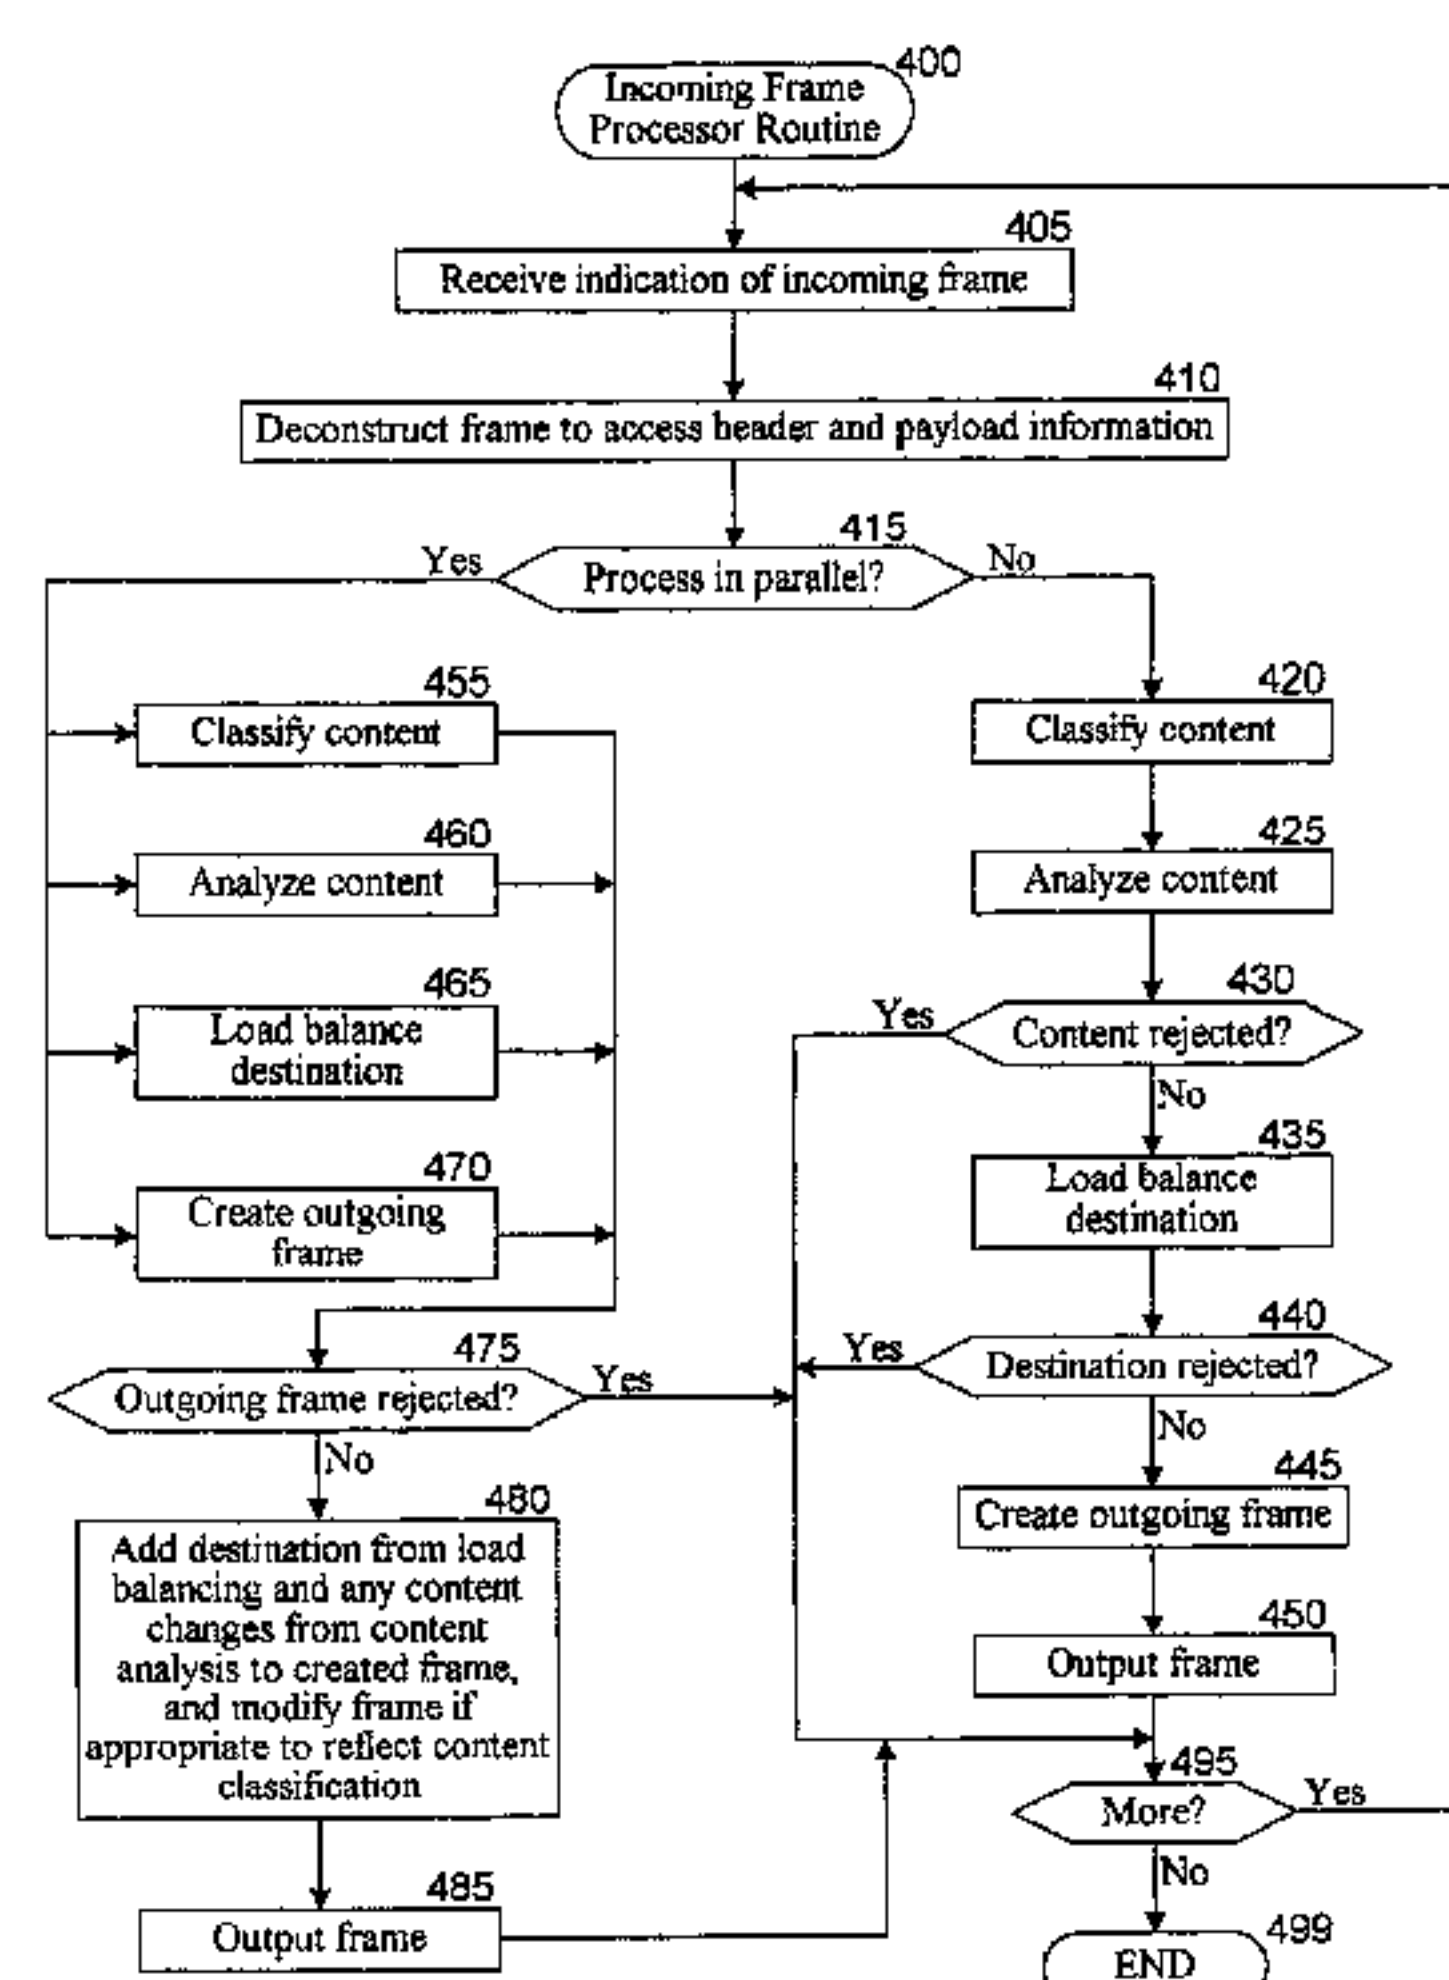 400
Incoming Frame
Processor Routine
405
Receive indication of incoming frame
410
Deconstruct frame to access header and payload information
415
Yes
Process in parallel?
No
455
Classify content
460
Analyze content
465
Load balance
destination
470
Create outgoing
frame
475
Outgoing frame rejected?
Yes
No
480
Add destination from load
balancing and any content
changes from content
analysis to created frame,
and modify frame if
appropriate to reflect content
classification
485
Output frame
420
Classify content
425
Analyze content
430
Yes
Content rejected?
No
435
Load balance
destination
440
Yes
Destination rejected?
No
445
Create outgoing frame
450
Output frame
495
More?
Yes
No
499
END